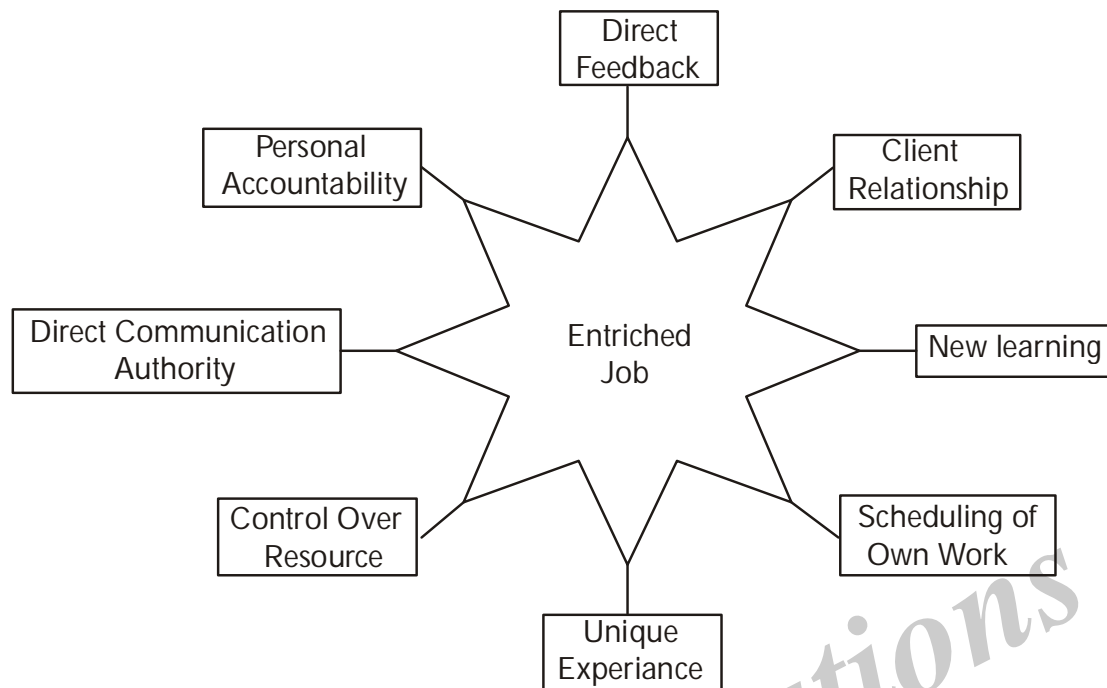 Direct
Feedback
Personal
Accountability
Client
Relationship
Direct Communication
Authority
Entriched
Job
New learning
Control Over
Resource
Scheduling of
Own Work
Unique
Experiance